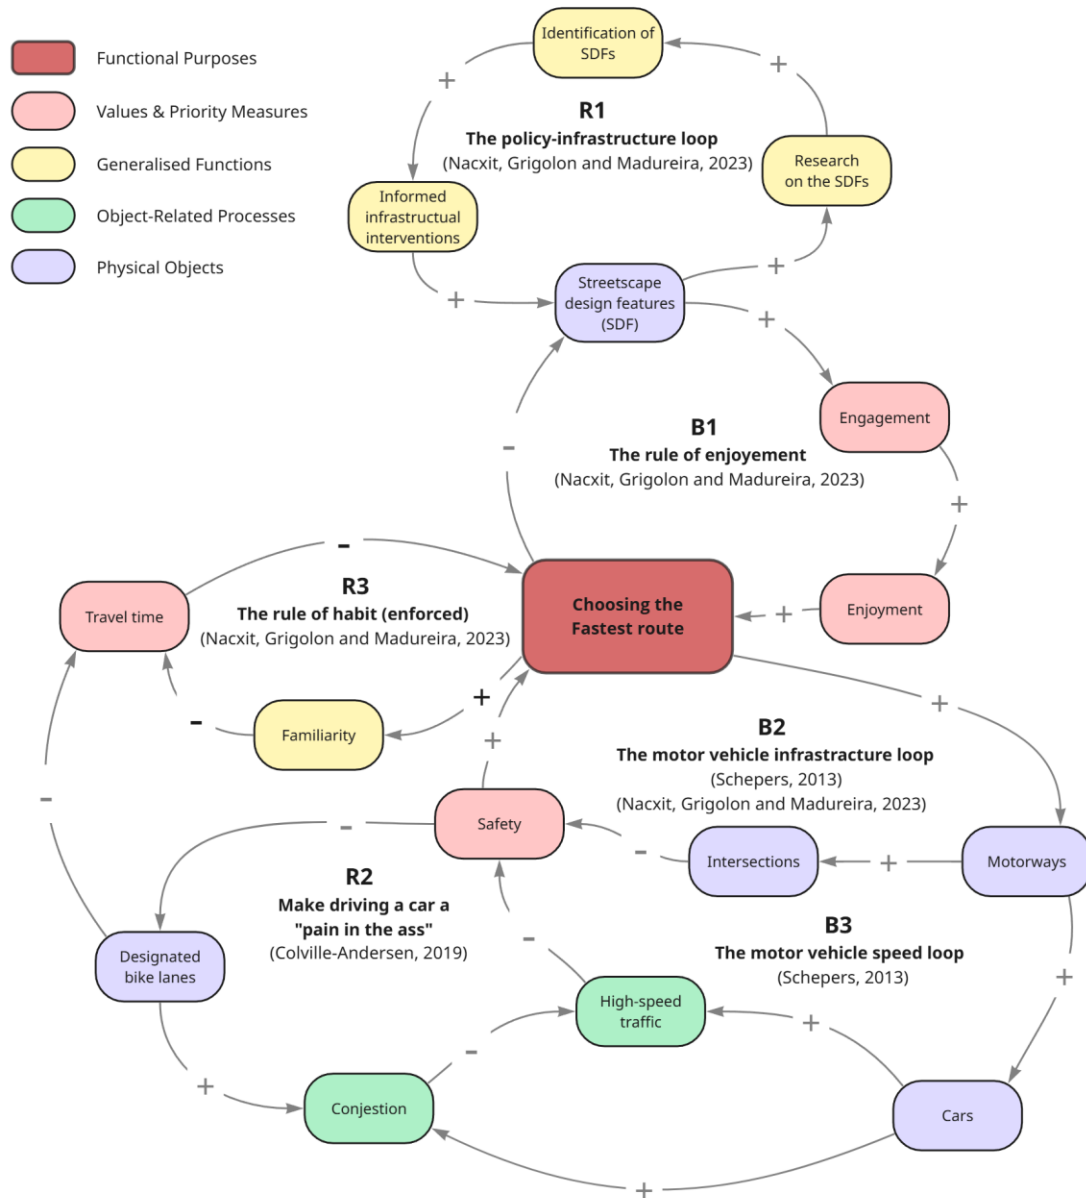 Functional Purposes
Values & Priority Measures
Generalised Functions
Object-Related Processes
Physical Objects
Identification of
SDFs
+
+
R1
The policy-infrastructure loop
(Nacxit, Grigolon and Madureira, 2023)
Research
on the SDFs
Informed
infrastructual
interventions
+
+
Streetscape
design features
(SDF)
+
Engagement
B1
The rule of enjoyement
(Nacxit, Grigolon and Madureira, 2023)
-
+
-
R3
The rule of habit (enforced)
(Nacxit, Grigolon and Madureira, 2023)
Travel time
Choosing the
Fastest route
+
Enjoyment
+
-
Familiarity
+
+
B2
The motor vehicle infrastracture loop
(Schepers, 2013)
(Nacxit, Grigolon and Madureira, 2023)
-
Safety
-
-
Intersections
+
Motorways
R2
Make driving a car a
"pain in the ass"
(Colville-Andersen, 2019)
B3
The motor vehicle speed loop
(Schepers, 2013)
-
+
Designated
bike lanes
High-speed
traffic
+
-
+
Conjestion
Cars
+